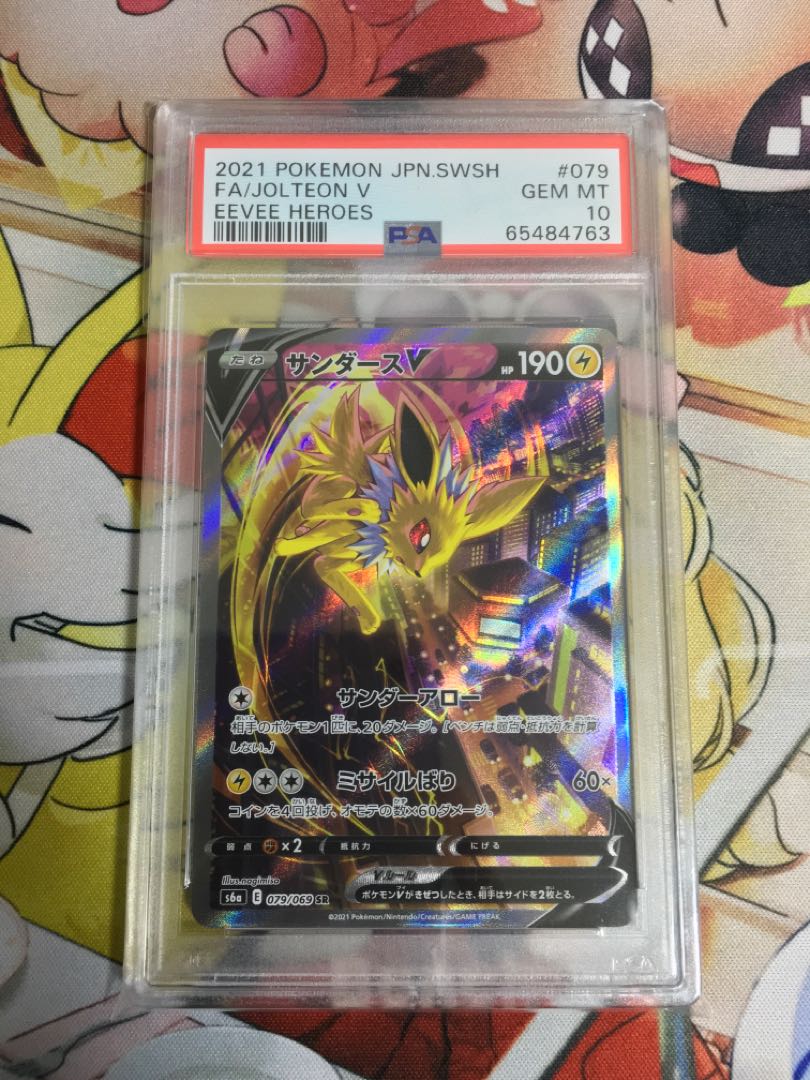 2021 POKEMON JPN.SWSH #079
FA/JOLTEON V GEM MT
EEVEE HEROES 10
PSA 65484763
たね サンダースV HP 190
サンダーアロー
相手のポケモン1匹に、20ダメージ。[ベンチは弱点・抵抗力を計算
しない。]
ミサイルばり 60×
コインを4回投げ、オモテの数×60ダメージ。
弱点 ×2 抵抗力 にげる
Vルール
ポケモンVがきぜつしたとき、相手はサイドを2枚とる。
Illus. nagimiso
s6a E 079/069 SR
©2021 Pokémon/Nintendo/Creatures/GAME FREAK.